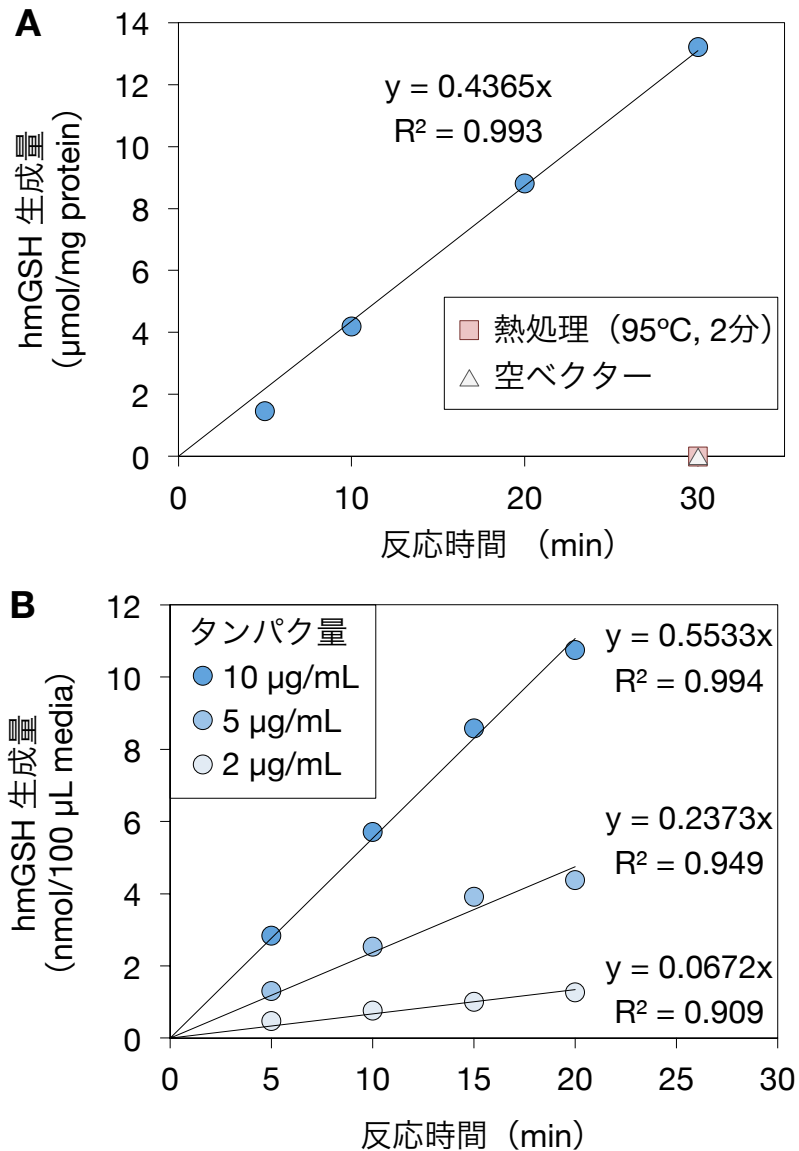 A
14
12
10
8
6
4
2
0
hmGSH 生成量
（µmol/mg protein）
y = 0.4365x
R² = 0.993
熱処理（95ºC, 2分）
空ベクター
0
10
20
30
反応時間 （min）
B
12
10
8
6
4
2
0
hmGSH 生成量
（nmol/100 µL media）
タンパク量
10 µg/mL
5 µg/mL
2 µg/mL
y = 0.5533x
R² = 0.994
y = 0.2373x
R² = 0.949
y = 0.0672x
R² = 0.909
0
5
10
15
20
25
30
反応時間（min）